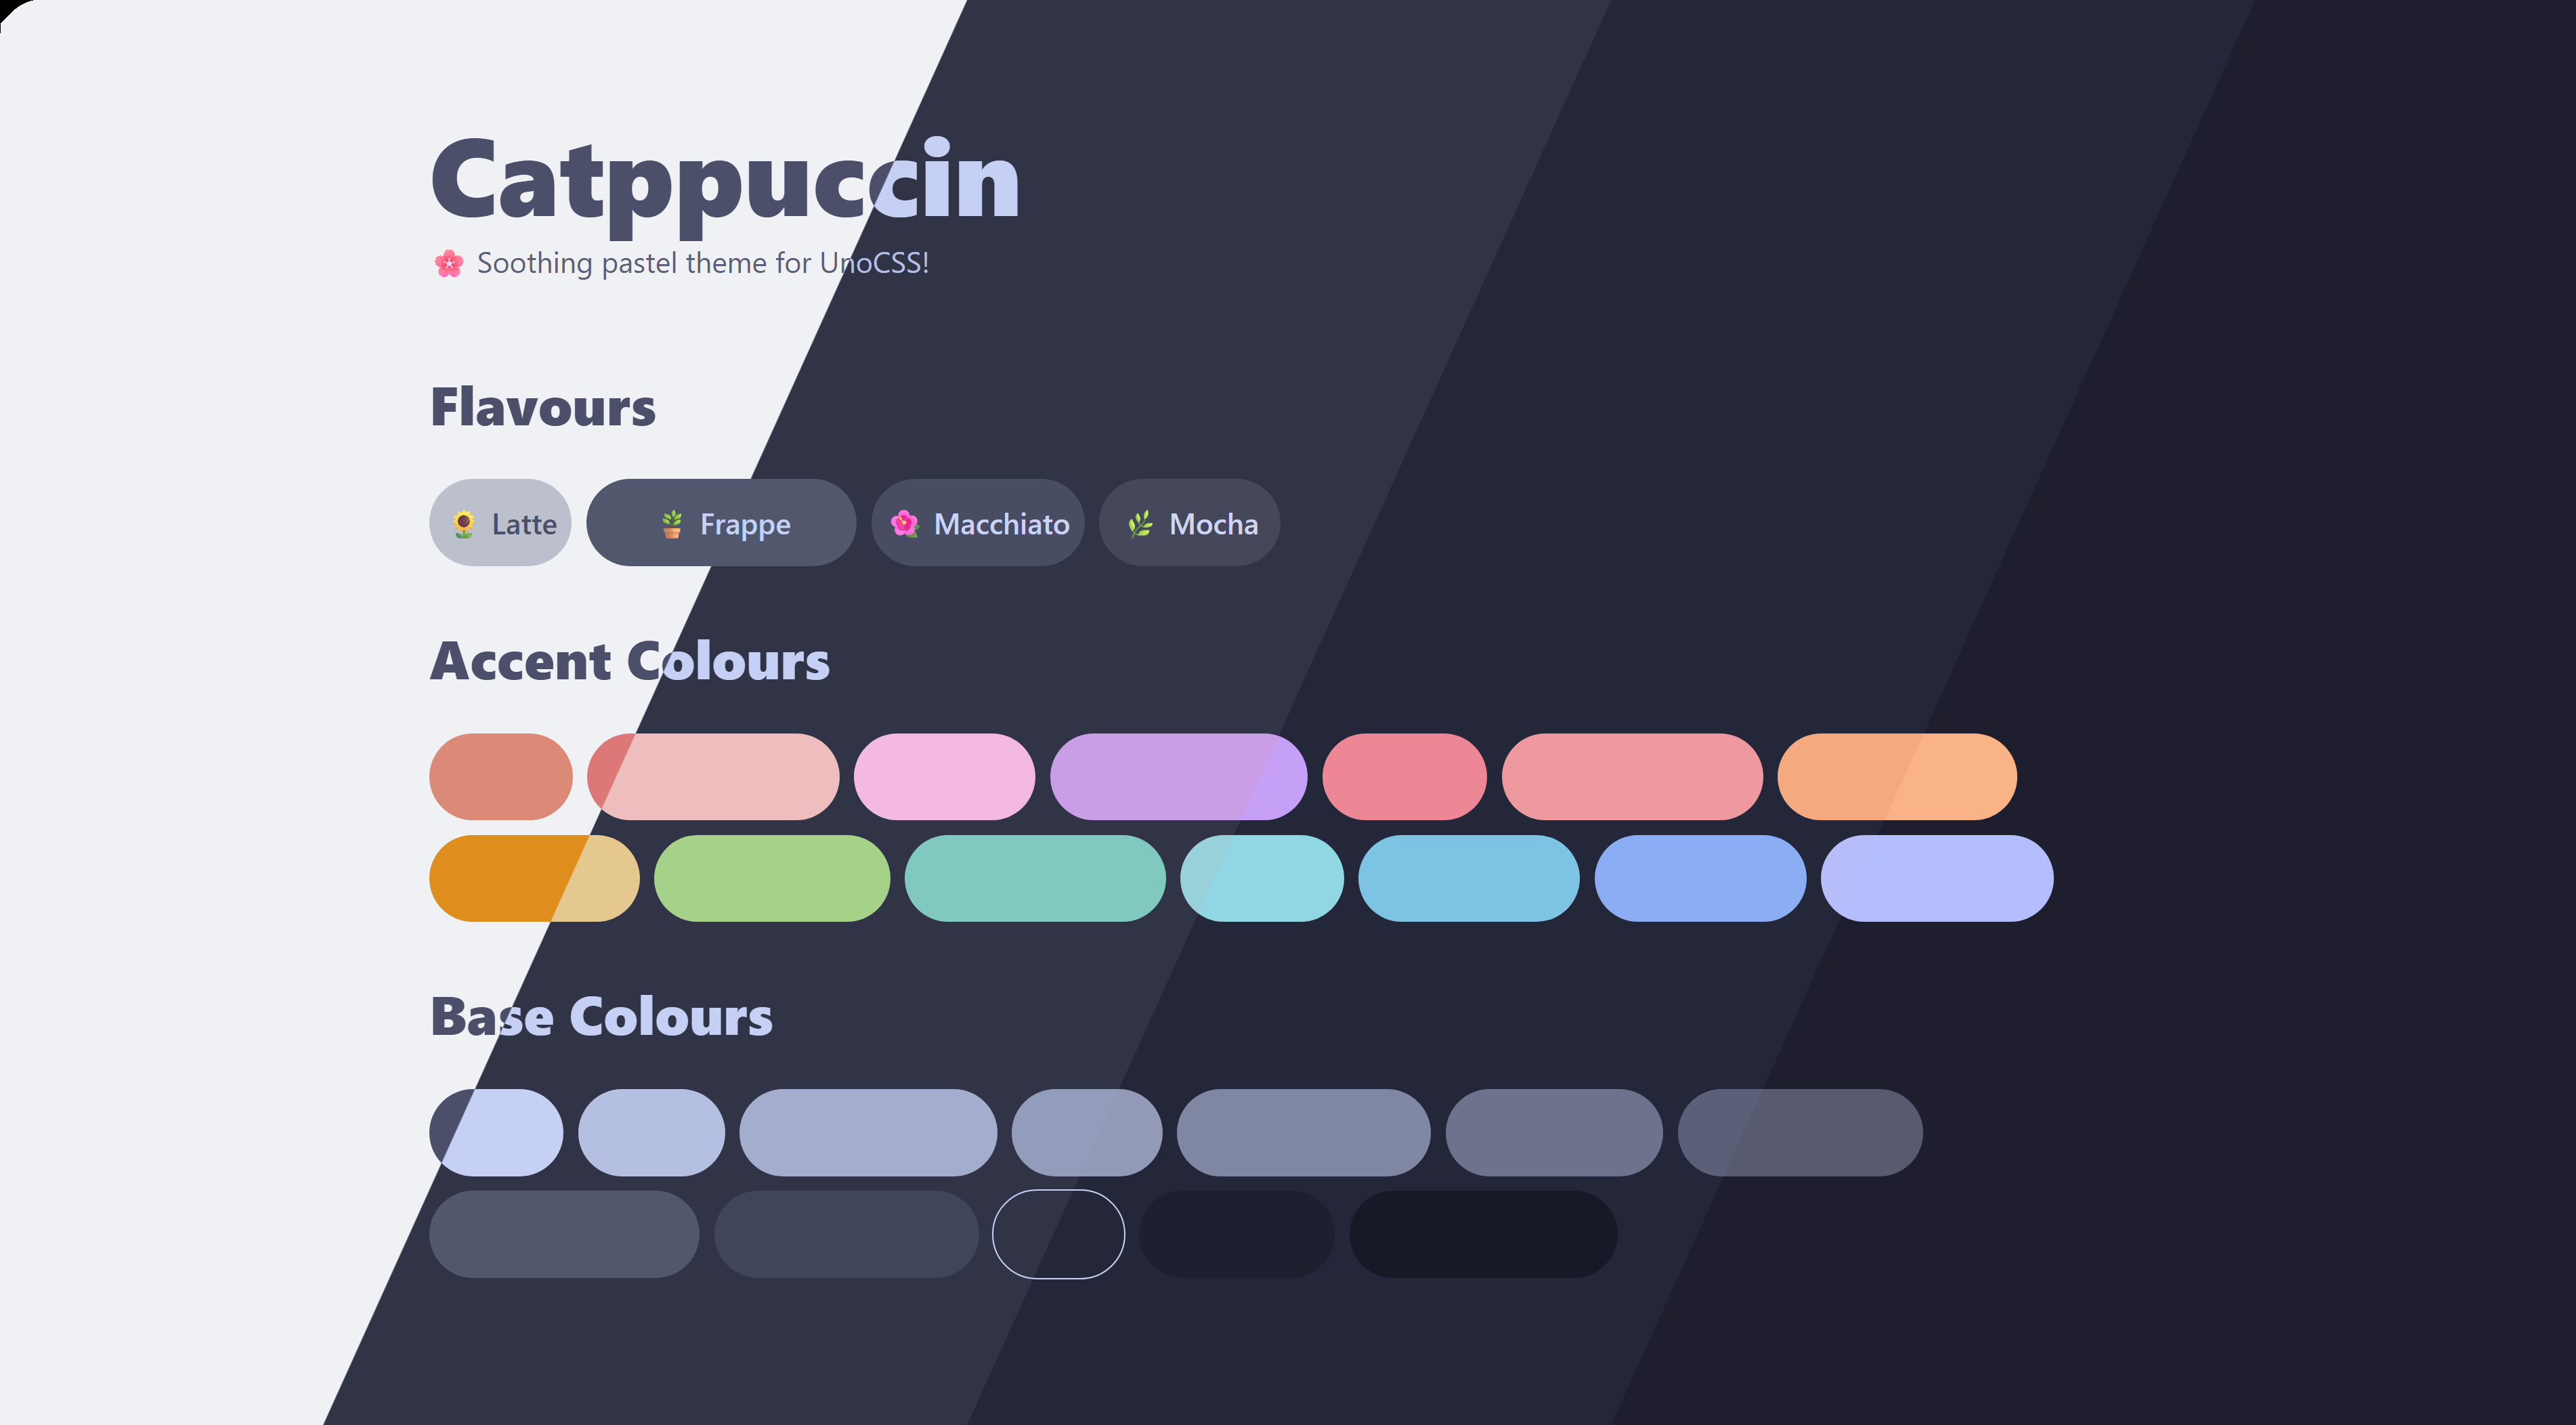 Catppuccin
🌸 Soothing pastel theme for UnoCSS!
Flavours
🌻 Latte 🪴 Frappe 🌺 Macchiato 🌿 Mocha
Accent Colours
Base Colours